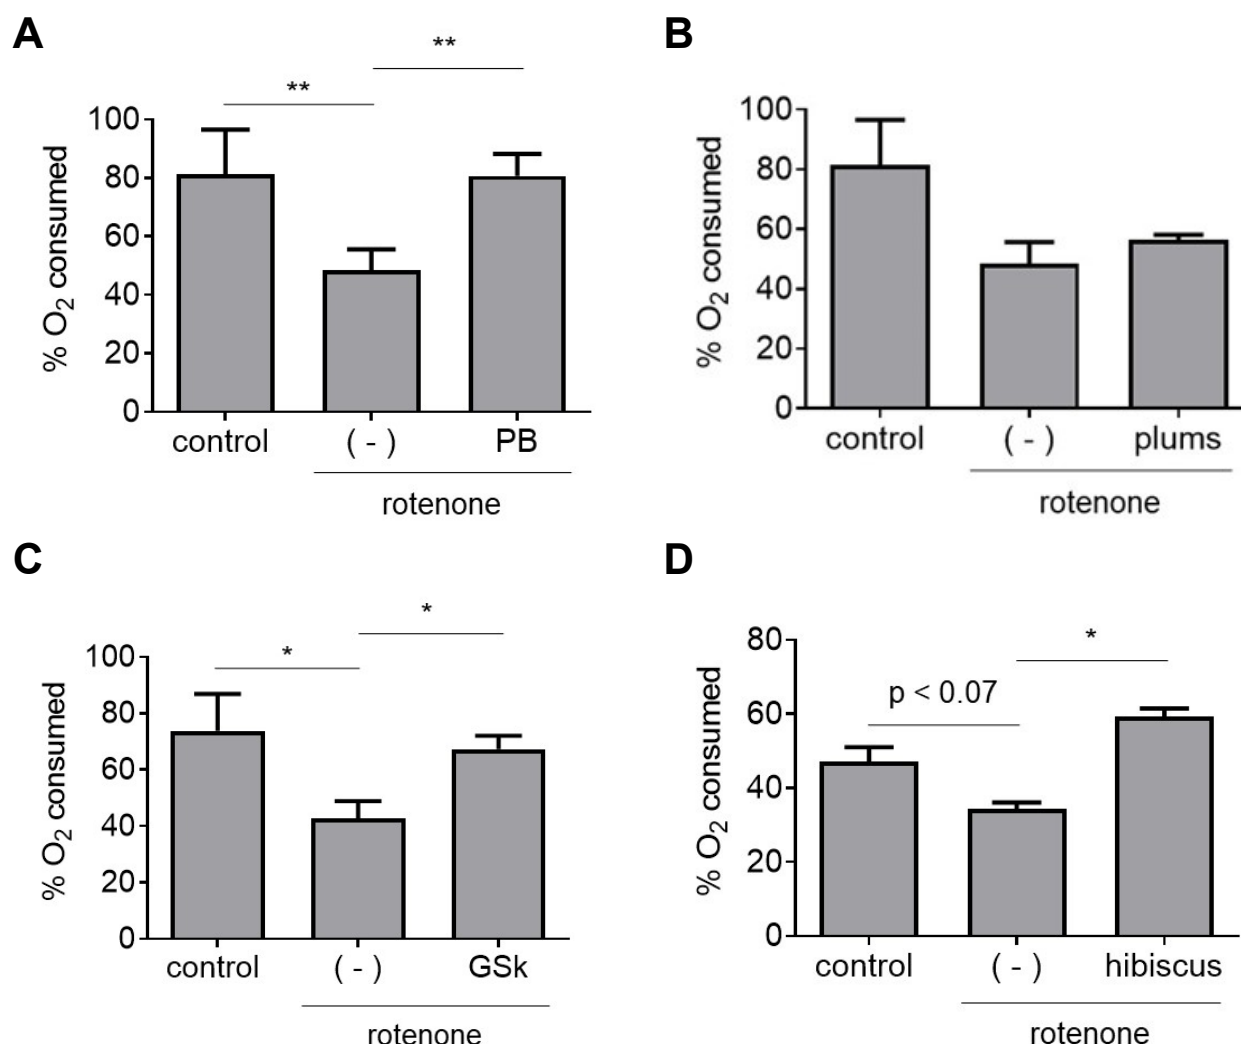 A
**
**
% O2 consumed
100
80
60
40
20
0
control
( - )
PB
rotenone
B
% O2 consumed
100
80
60
40
20
0
control
( - )
plums
rotenone
C
*
*
% O2 consumed
100
80
60
40
20
0
control
( - )
GSk
rotenone
D
*
p < 0.07
% O2 consumed
80
60
40
20
0
control
( - )
hibiscus
rotenone